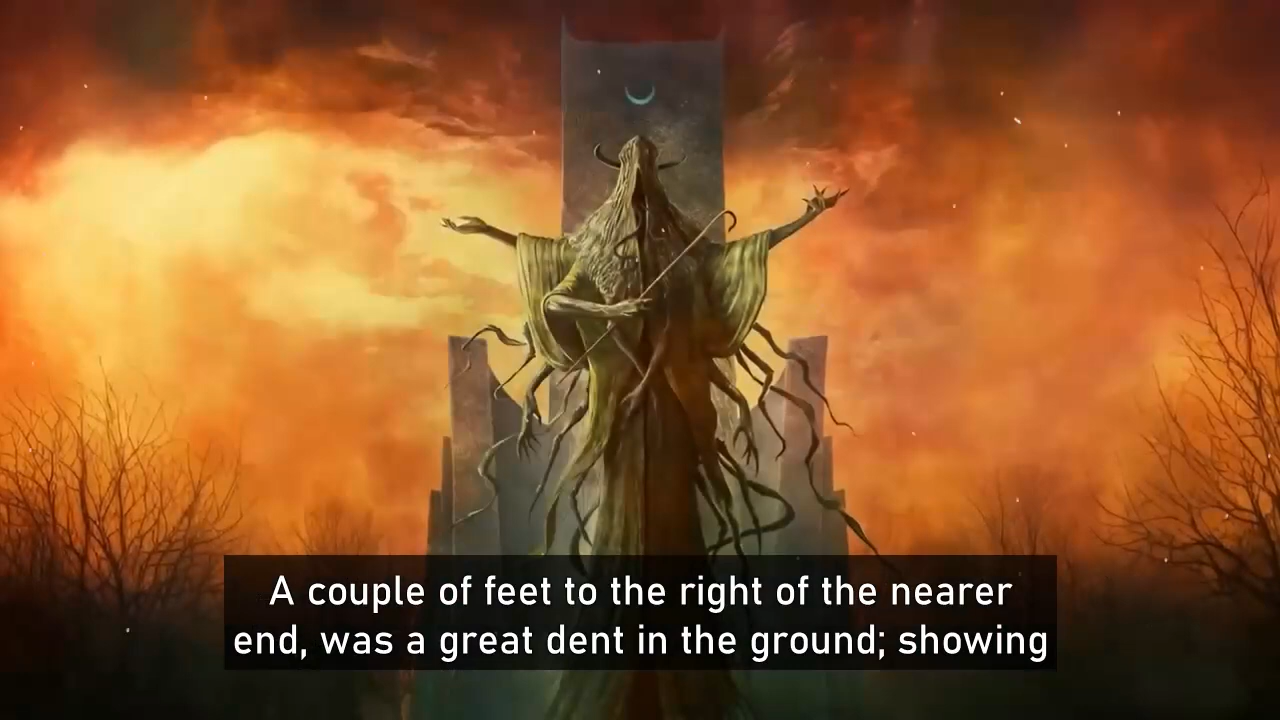 A couple of feet to the right of the nearer
end, was a great dent in the ground; showing